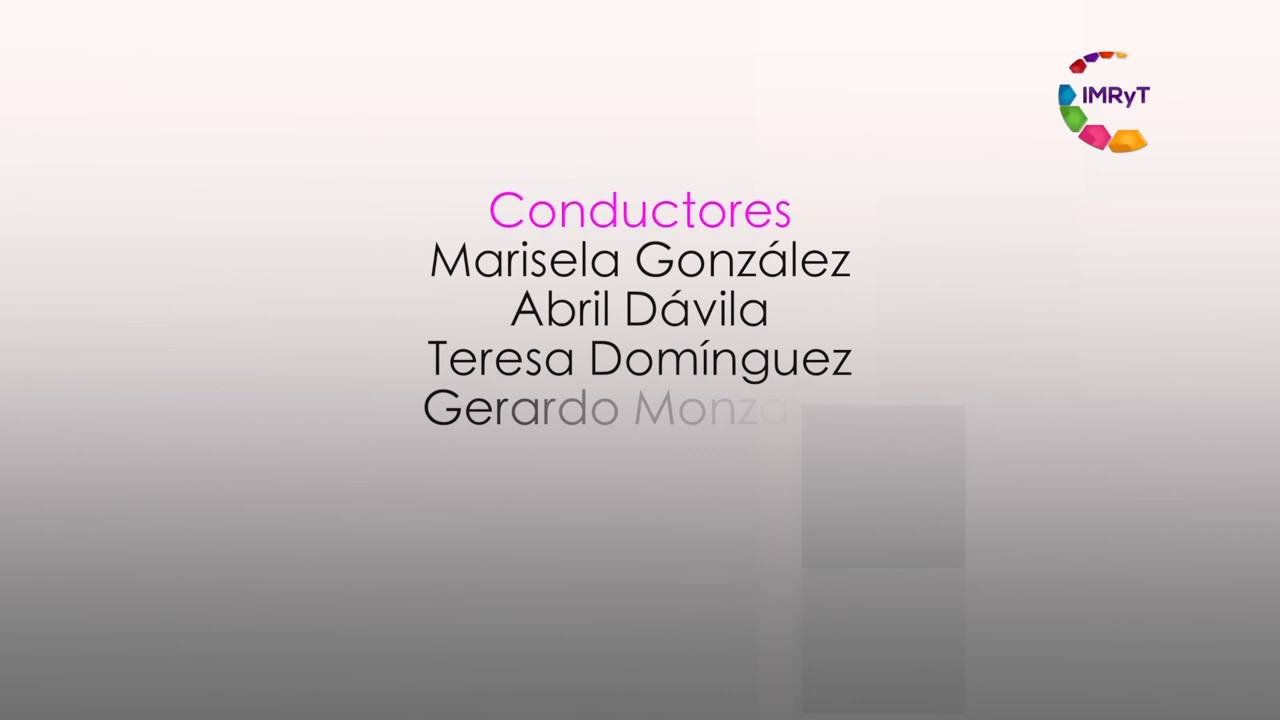 IMRyT
Conductores
Marisela González
Abril Dávila
Teresa Domínguez
Gerardo